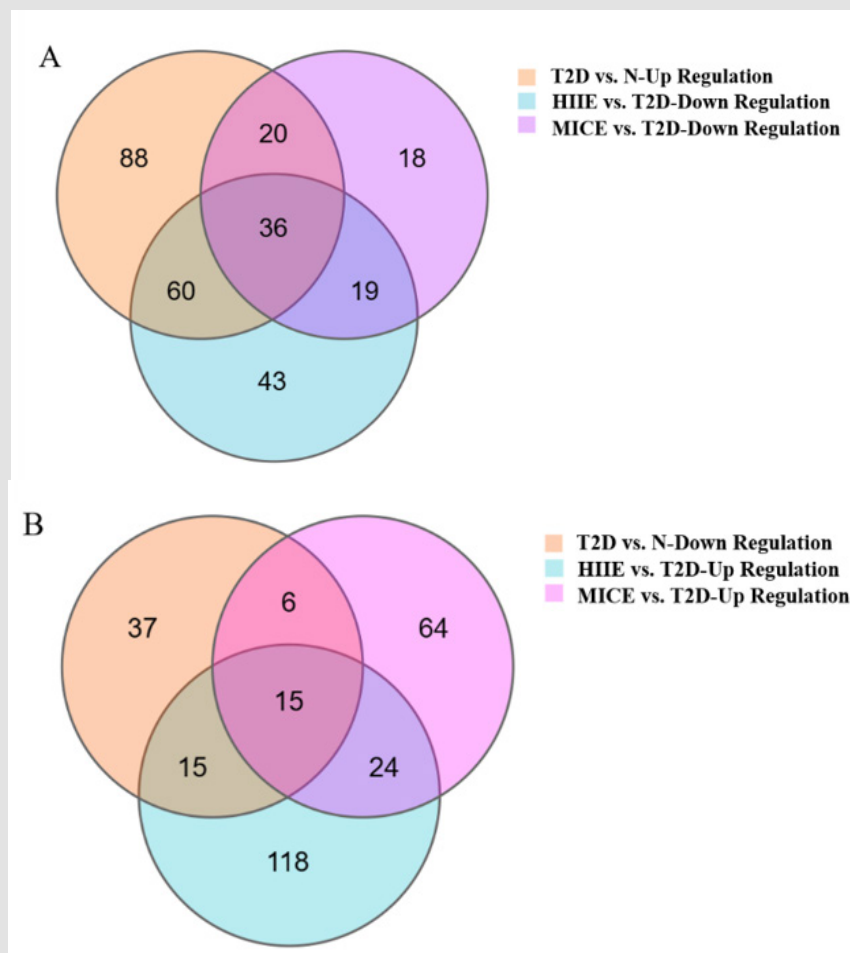 A
T2D vs. N-Up Regulation
HIIE vs. T2D-Down Regulation
MICE vs. T2D-Down Regulation
88
20
18
36
60
19
43
B
T2D vs. N-Down Regulation
HIIE vs. T2D-Up Regulation
MICE vs. T2D-Up Regulation
37
6
64
15
15
24
118